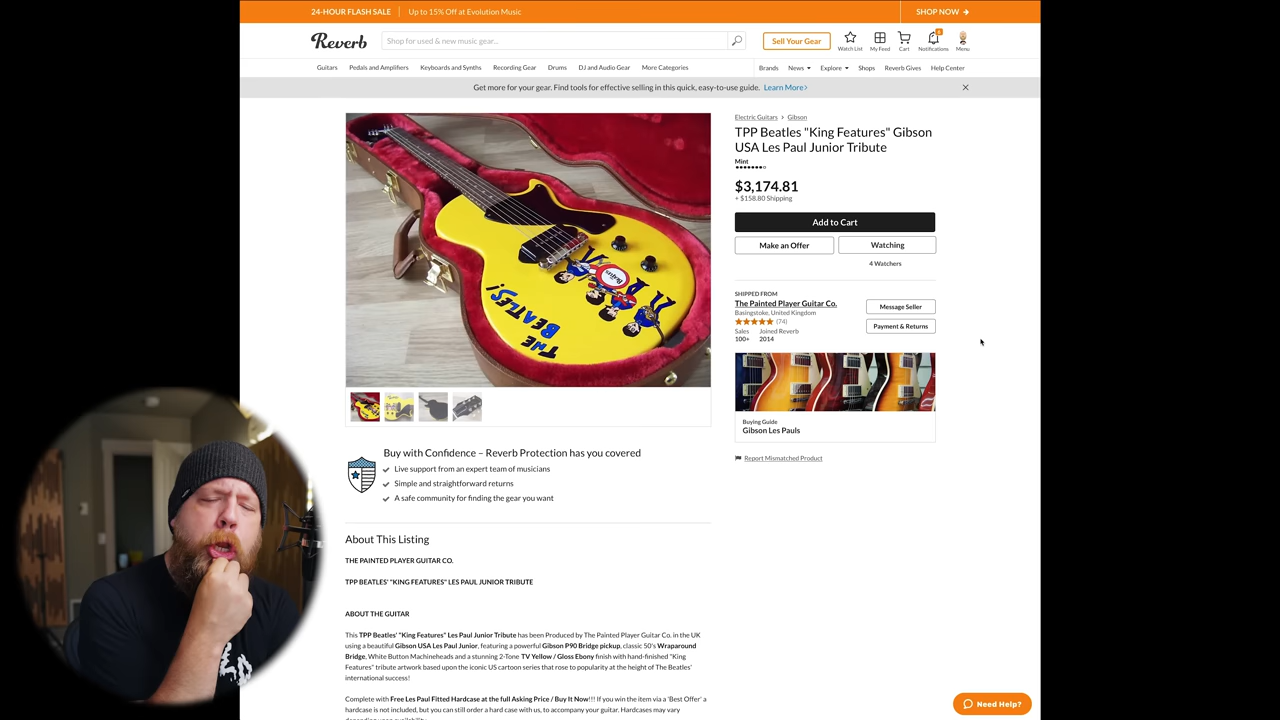 24-HOUR FLASH SALE
Up to 15% Off at Evolution Music
SHOP NOW
Reverb
Shop for used & new music gear...
Sell Your Gear
Watch List
My Feed
Cart
Notifications
Menu
Guitars
Pedals and Amplifiers
Keyboards and Synths
Recording Gear
Drums
DJ and Audio Gear
More Categories
Brands
News
Explore
Shops
Reverb Gives
Help Center
Get more for your gear. Find tools for effective selling in this quick, easy-to-use guide. Learn More
Electric Guitars
Gibson
TPP Beatles "King Features" Gibson
USA Les Paul Junior Tribute
Mint
$3,174.81
+ $158.80 Shipping
Add to Cart
Make an Offer
Watching
4 Watchers
THE
BEATLES!
Beatles
SHIPPED FROM
The Painted Player Guitar Co.
Basingstoke, United Kingdom
(74)
Sales
Joined Reverb
100+
2014
Message Seller
Payment & Returns
Buying Guide
Gibson Les Pauls
Report Mismatched Product
Buy with Confidence – Reverb Protection has you covered
Live support from an expert team of musicians
Simple and straightforward returns
A safe community for finding the gear you want
About This Listing
THE PAINTED PLAYER GUITAR CO.
TPP BEATLES' "KING FEATURES" LES PAUL JUNIOR TRIBUTE
ABOUT THE GUITAR
This TPP Beatles' "King Features" Les Paul Junior Tribute has been Produced by The Painted Player Guitar Co. in the UK
using a beautiful Gibson USA Les Paul Junior, featuring a powerful Gibson P90 Bridge pickup, classic 50's Wraparound
Bridge, White Button Machineheads and a stunning 2-Tone TV Yellow / Gloss Ebony finish with hand-finished "King
Features" tribute artwork based upon the iconic US cartoon series that rose to popularity at the height of The Beatles'
international success!
Complete with Free Les Paul Fitted Hardcase at the full Asking Price / Buy It Now!!! If you win the item via a 'Best Offer' a
hardcase is not included, but you can still order a hard case with us, to accompany your guitar. Hardcases may vary
depending upon availability.
Need Help?